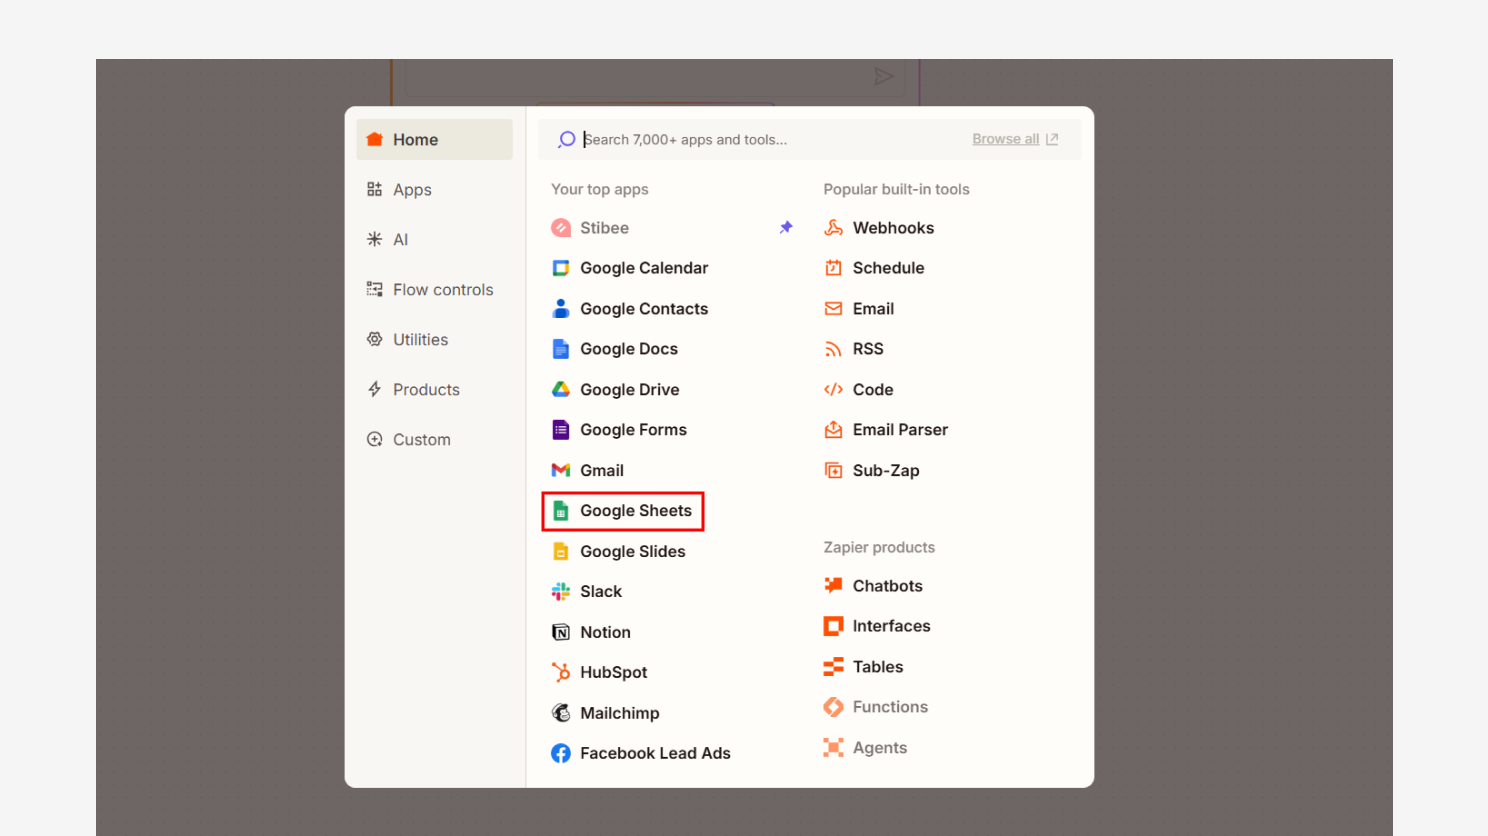 Home
Apps
AI
Flow controls
Utilities
Products
Custom
Search 7,000+ apps and tools...
Browse all
Your top apps
Stibee
Google Calendar
Google Contacts
Google Docs
Google Drive
Google Forms
Gmail
Google Sheets
Google Slides
Slack
Notion
HubSpot
Mailchimp
Facebook Lead Ads
Popular built-in tools
Webhooks
Schedule
Email
RSS
Code
Email Parser
Sub-Zap
Zapier products
Chatbots
Interfaces
Tables
Functions
Agents